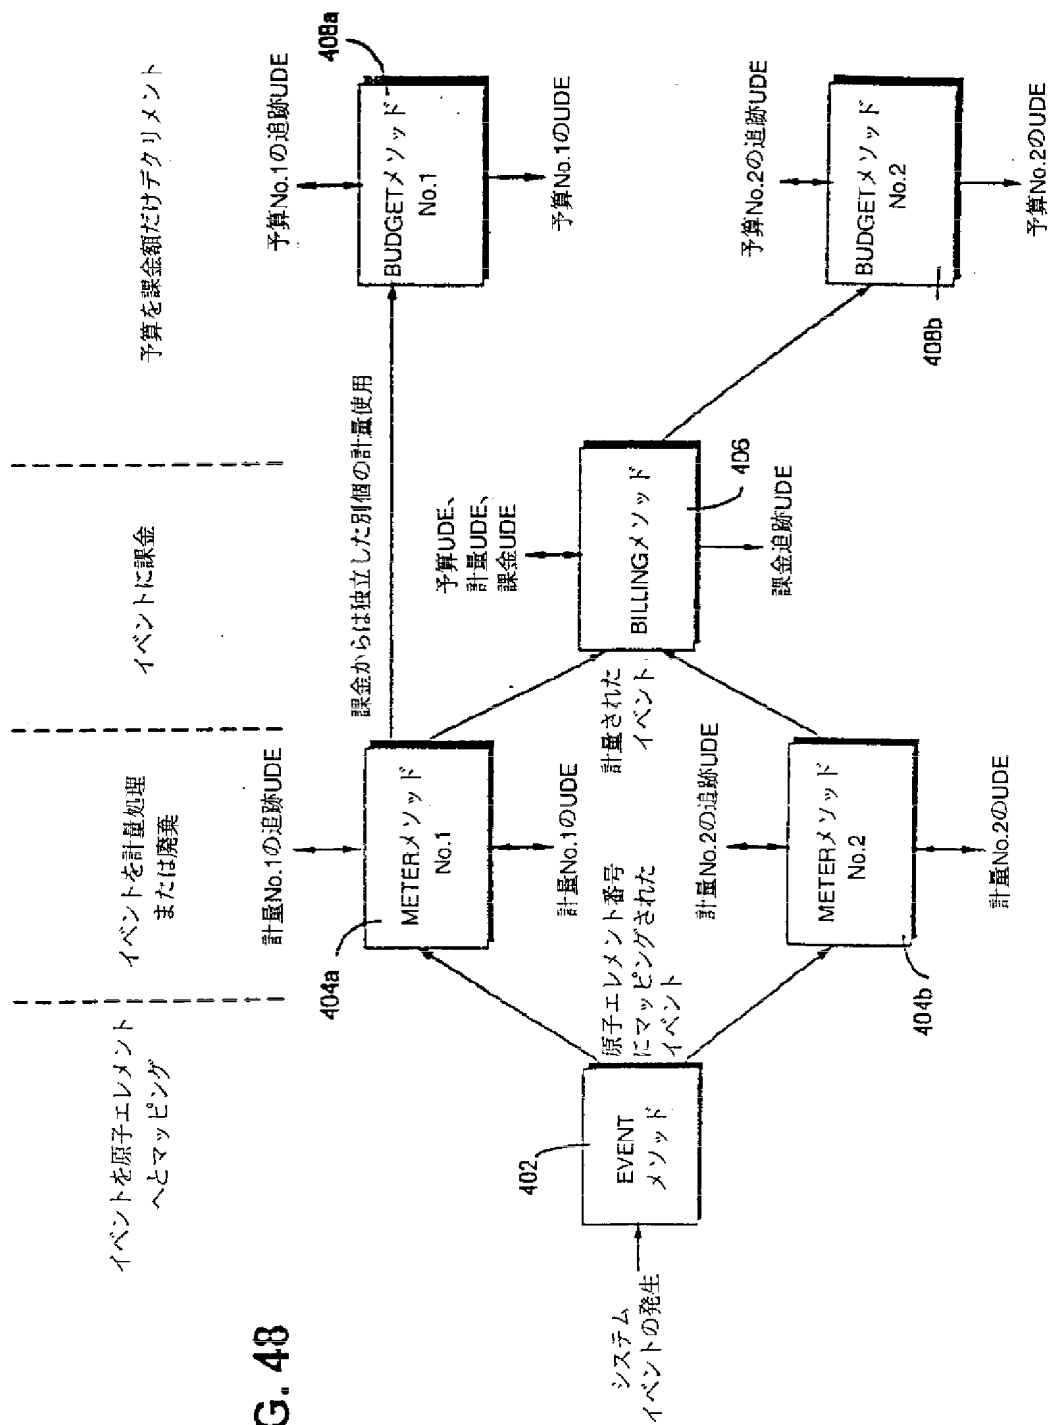 イベントを原子エレメント
へとマッピング
イベントを計量処理
または廃棄
イベントに課金
予算を課金額だけデクリメント
システム
イベントの発生
402
EVENT
メソッド
原子エレメント番号
にマッピングされた
イベント
計量No.1の追跡UDE
404a
METERメソッド
No.1
計量No.1のUDE
計量No.2の追跡UDE
METERメソッド
No.2
404b
計量No.2のUDE
課金からは独立した別個の計量使用
計量された
イベント
予算UDE、
計量UDE、
課金UDE
BILLINGメソッド
406
課金追跡UDE
予算No.1の追跡UDE
408a
BUDGETメソッド
No.1
予算No.1のUDE
予算No.2の追跡UDE
BUDGETメソッド
No.2
408b
予算No.2のUDE
G. 48